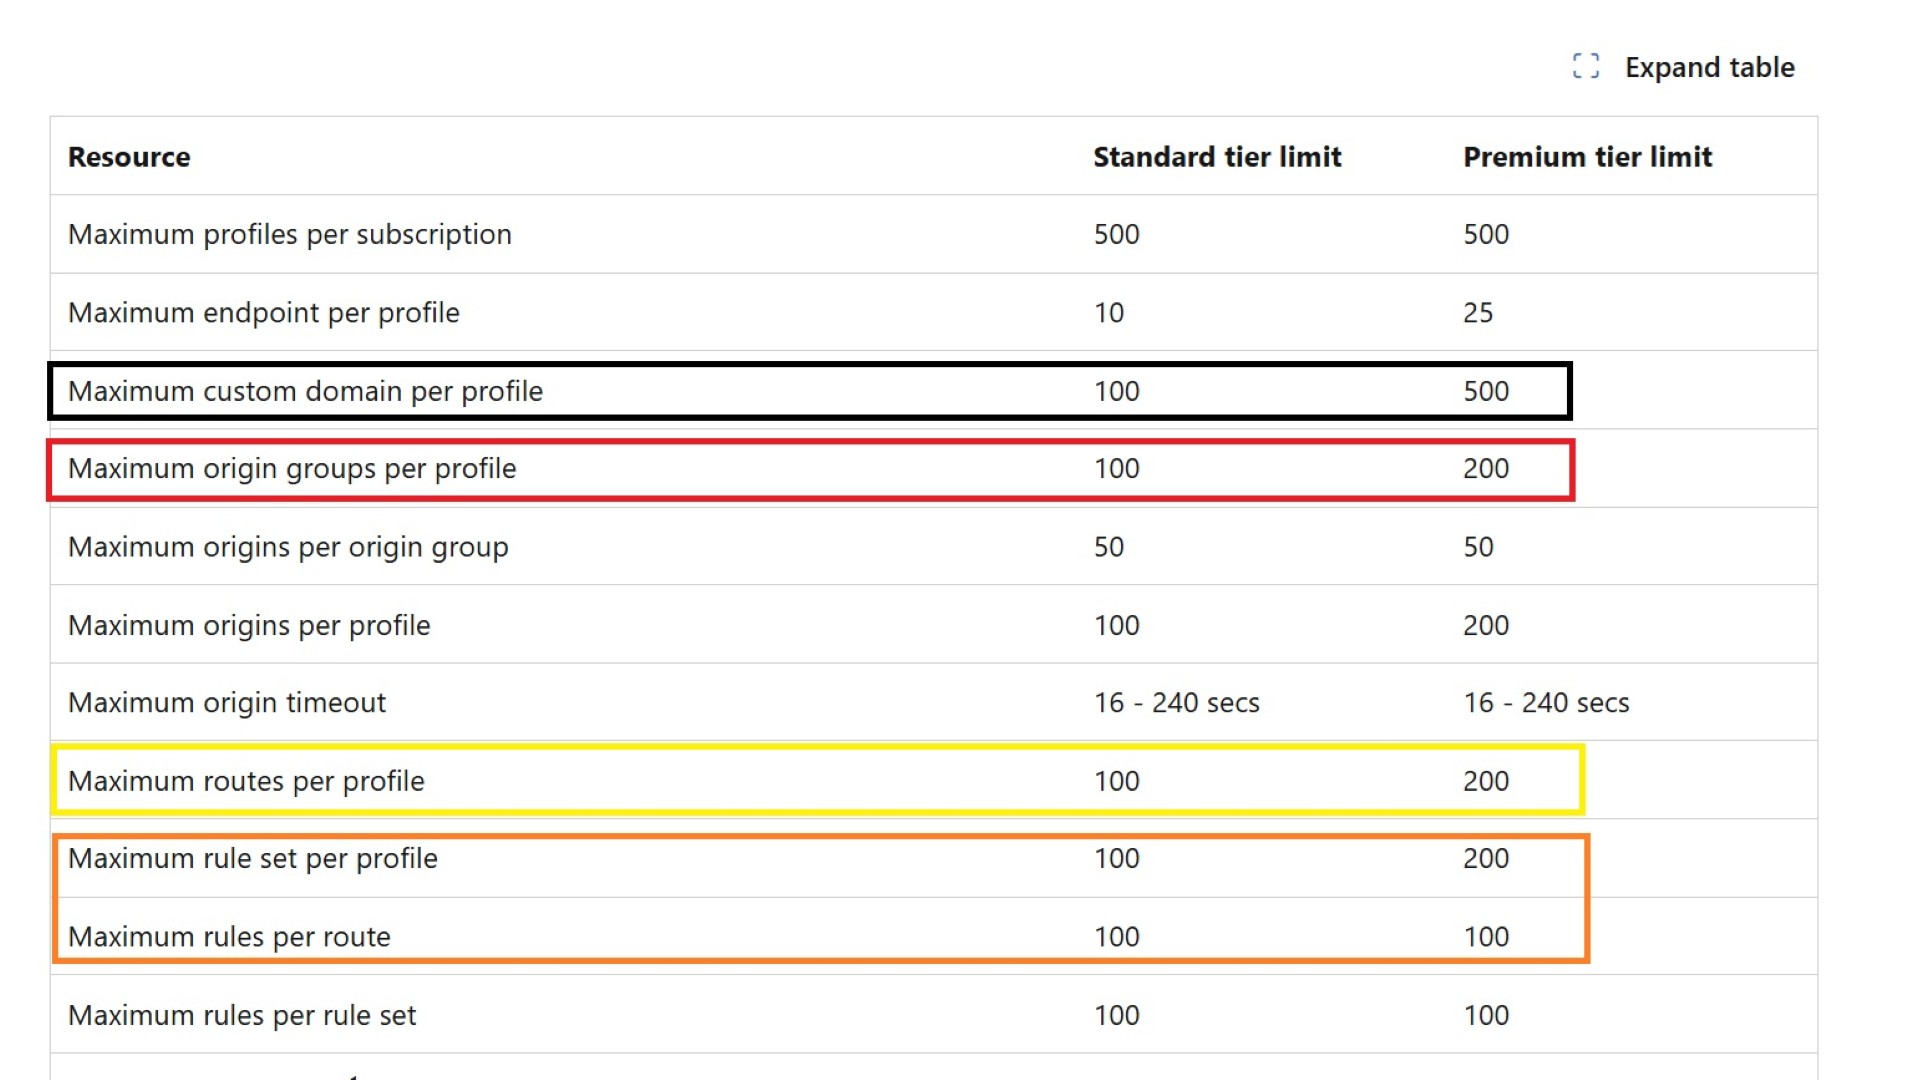 Expand table
Resource Standard tier limit Premium tier limit
Maximum profiles per subscription 500 500
Maximum endpoint per profile 10 25
Maximum custom domain per profile 100 500
Maximum origin groups per profile 100 200
Maximum origins per origin group 50 50
Maximum origins per profile 100 200
Maximum origin timeout 16 - 240 secs 16 - 240 secs
Maximum routes per profile 100 200
Maximum rule set per profile 100 200
Maximum rules per route 100 100
Maximum rules per rule set 100 100